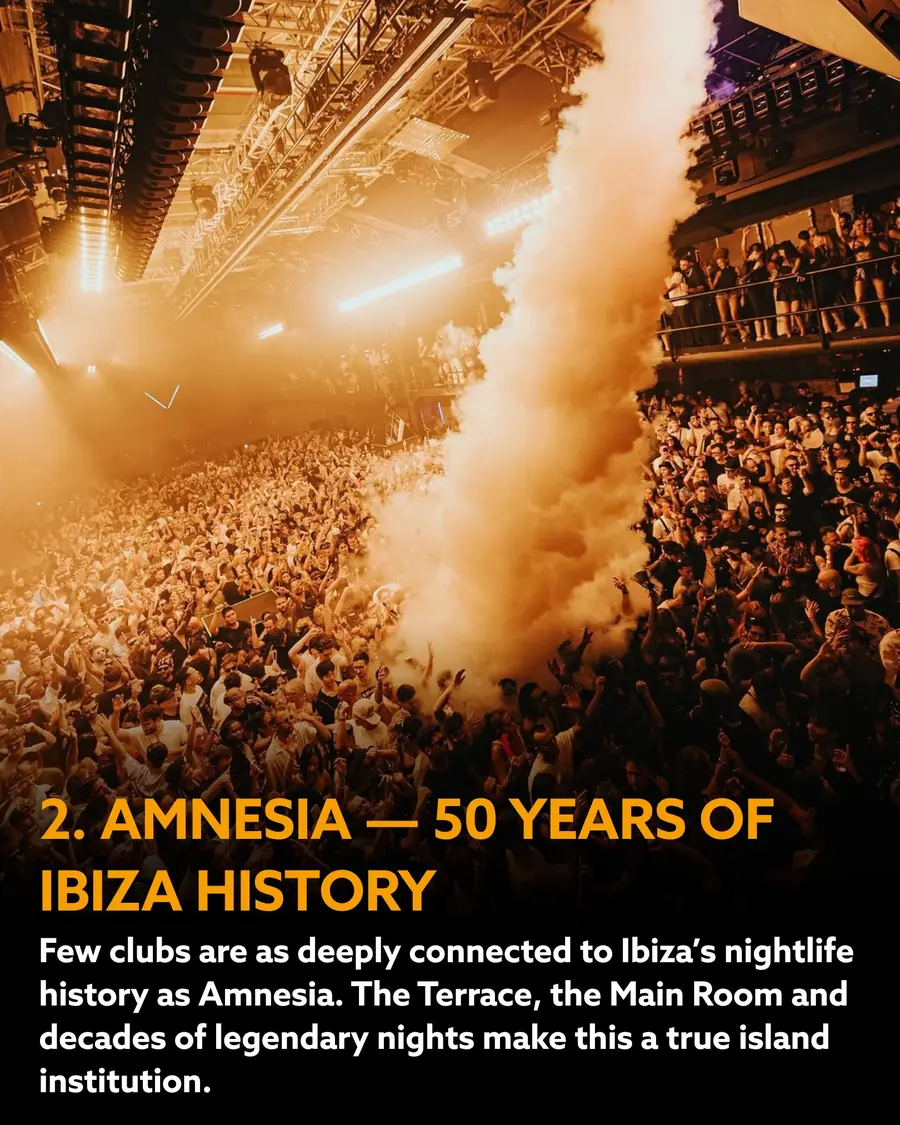 2. AMNESIA — 50 YEARS OF
IBIZA HISTORY
Few clubs are as deeply connected to Ibiza’s nightlife
history as Amnesia. The Terrace, the Main Room and
decades of legendary nights make this a true island
institution.